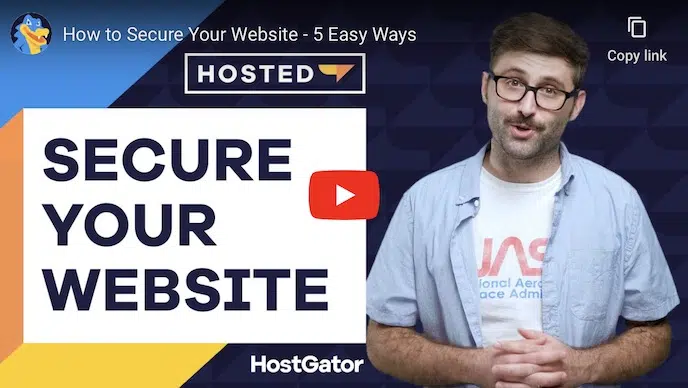 How to Secure Your Website - 5 Easy Ways
Copy link
HOSTED
SECURE
YOUR
WEBSITE
HostGator